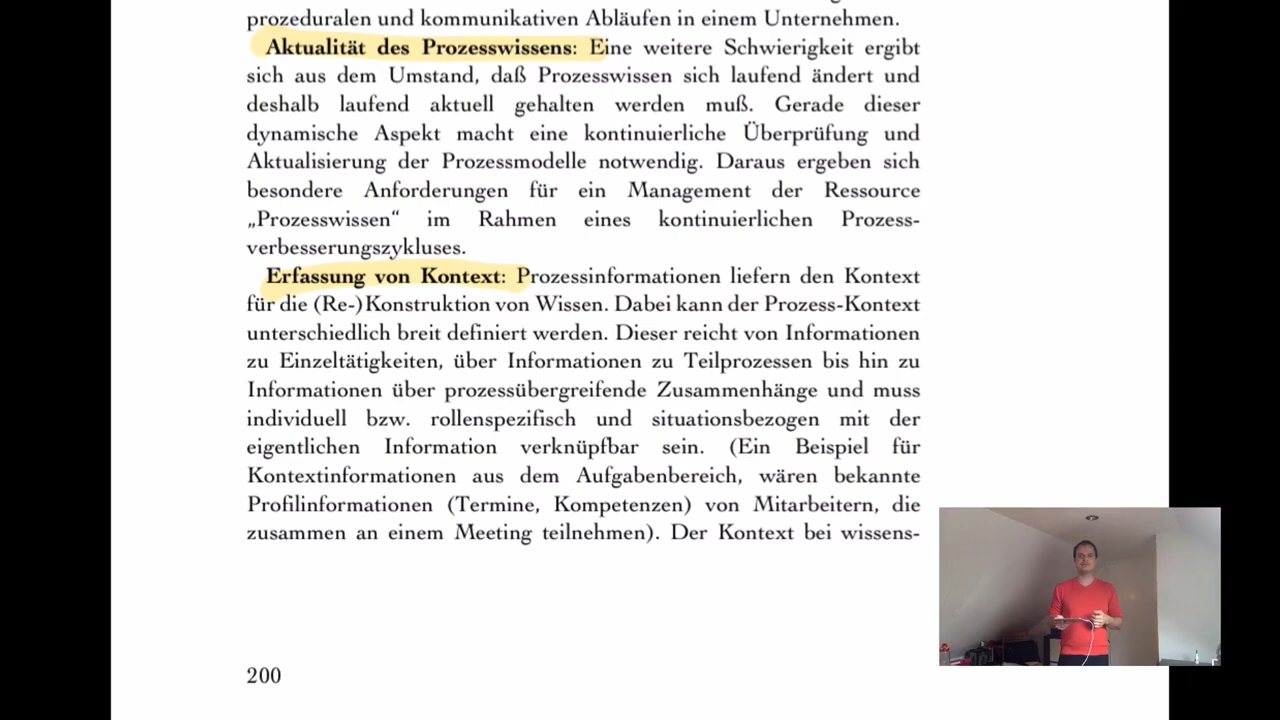 prozeduralen und kommunikativen Abläufen in einem Unternehmen.
Aktualität des Prozesswissens: Eine weitere Schwierigkeit ergibt
sich aus dem Umstand, daß Prozesswissen sich laufend ändert und
deshalb laufend aktuell gehalten werden muß. Gerade dieser
dynamische Aspekt macht eine kontinuierliche Überprüfung und
Aktualisierung der Prozessmodelle notwendig. Daraus ergeben sich
besondere Anforderungen für ein Management der Ressource
„Prozesswissen“ im Rahmen eines kontinuierlichen Prozess-
verbesserungszykluses.
Erfassung von Kontext: Prozessinformationen liefern den Kontext
für die (Re-)Konstruktion von Wissen. Dabei kann der Prozess-Kontext
unterschiedlich breit definiert werden. Dieser reicht von Informationen
zu Einzeltätigkeiten, über Informationen zu Teilprozessen bis hin zu
Informationen über prozessübergreifende Zusammenhänge und muss
individuell bzw. rollenspezifisch und situationsbezogen mit der
eigentlichen Information verknüpfbar sein. (Ein Beispiel für
Kontextinformationen aus dem Aufgabenbereich, wären bekannte
Profilinformationen (Termine, Kompetenzen) von Mitarbeitern, die
zusammen an einem Meeting teilnehmen). Der Kontext bei wissens-
200